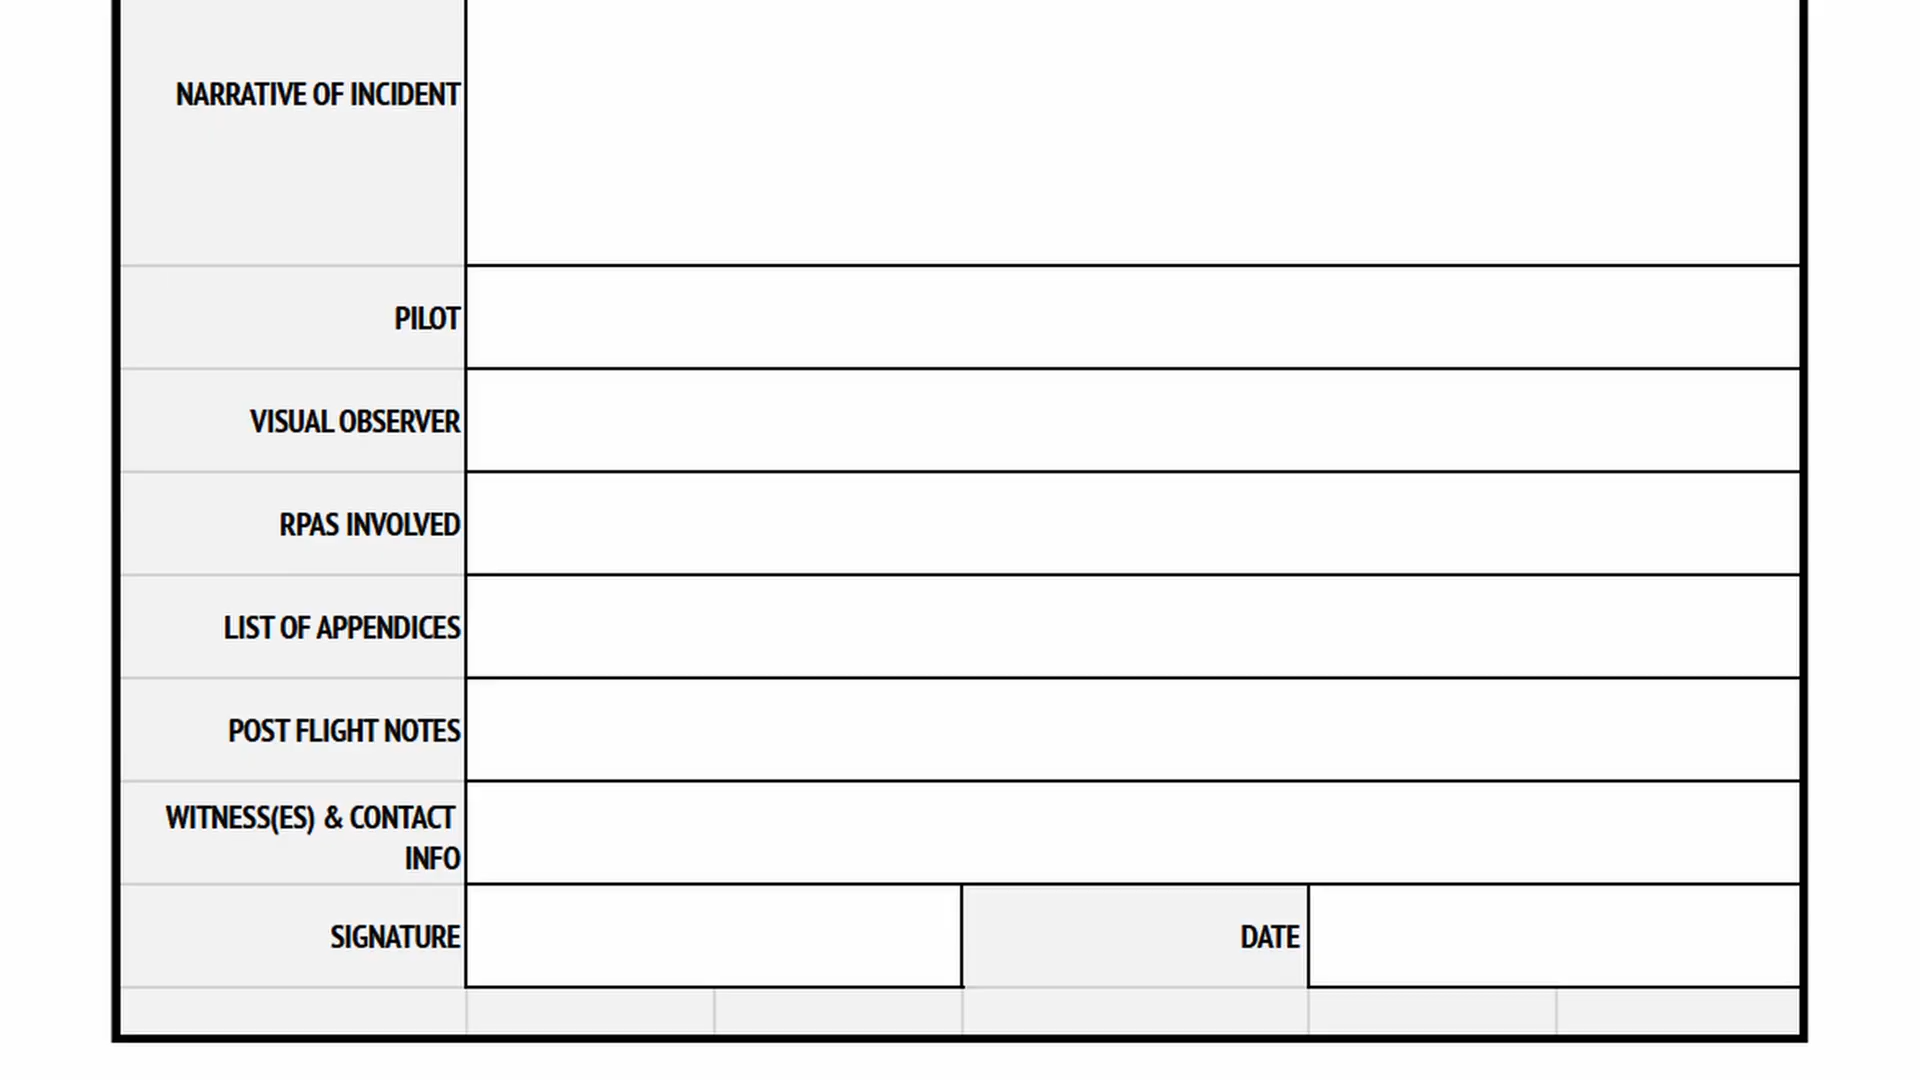 NARRATIVE OF INCIDENT
PILOT
VISUAL OBSERVER
RPAS INVOLVED
LIST OF APPENDICES
POST FLIGHT NOTES
WITNESS(ES) & CONTACT
INFO
SIGNATURE
DATE